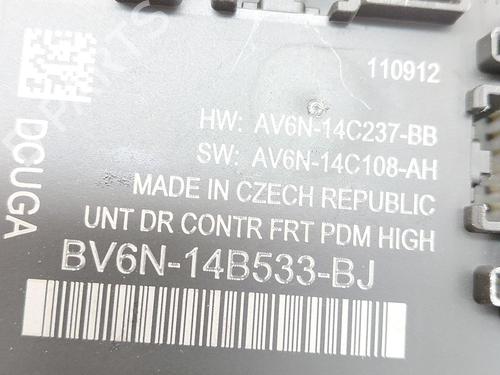 110912
HW: AV6N-14C237-BB
SW: AV6N-14C108-AH
MADE IN CZECH REPUBLIC
UNT DR CONTR FRT PDM HIGH
BV6N-14B533-BJ
DCUGA